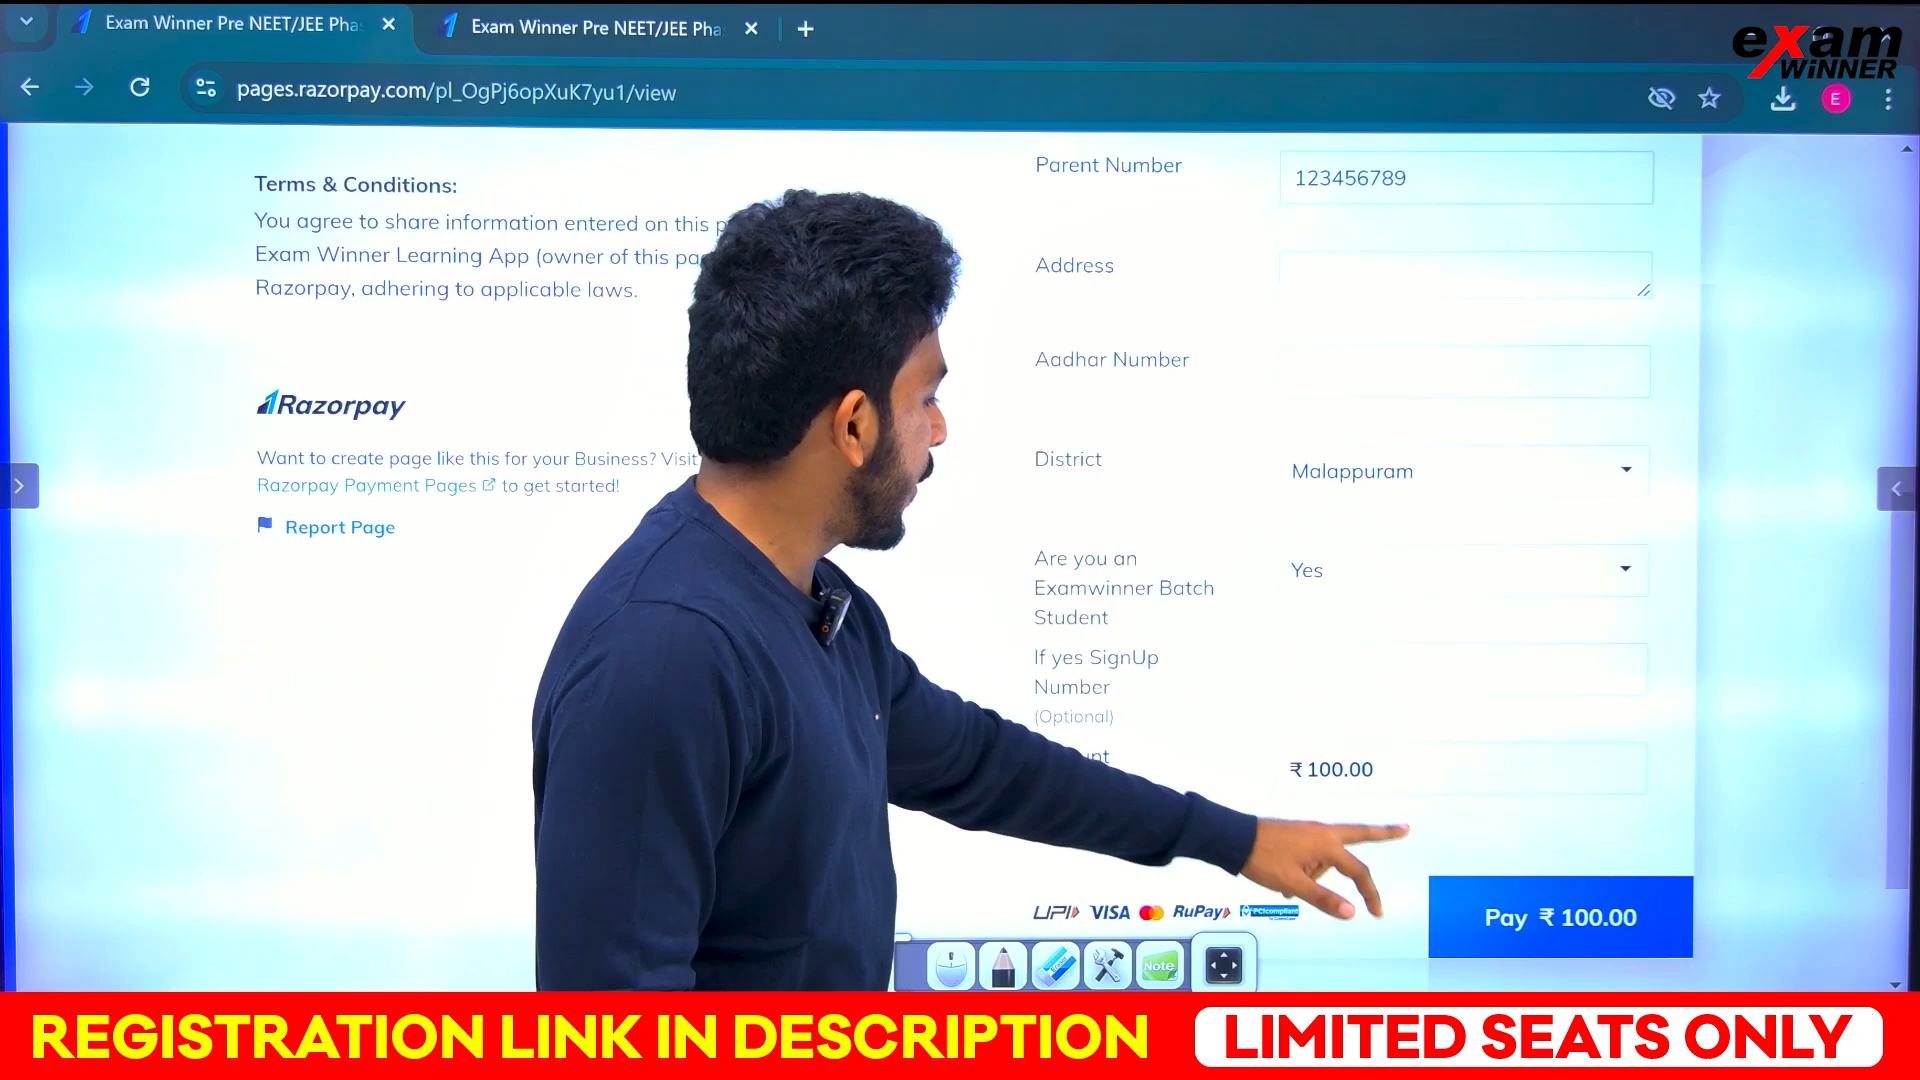 Exam Winner Pre NEET/JEE Pha
Exam Winner Pre NEET/JEE Pha
exam
WiNNER
pages.razorpay.com/pl_OgPj6opXuK7yu1/view
E
Terms & Conditions:
You agree to share information entered on this p
Exam Winner Learning App (owner of this pa
Razorpay, adhering to applicable laws.
Razorpay
Want to create page like this for your Business? Visit
Razorpay Payment Pages to get started!
Report Page
Parent Number
123456789
Address
Aadhar Number
District
Malappuram
Are you an
Examwinner Batch
Student
Yes
If yes SignUp
Number
(Optional)
nt
₹ 100.00
UPI VISA RuPay PCI compliant
Pay ₹ 100.00
Note
REGISTRATION LINK IN DESCRIPTION
LIMITED SEATS ONLY